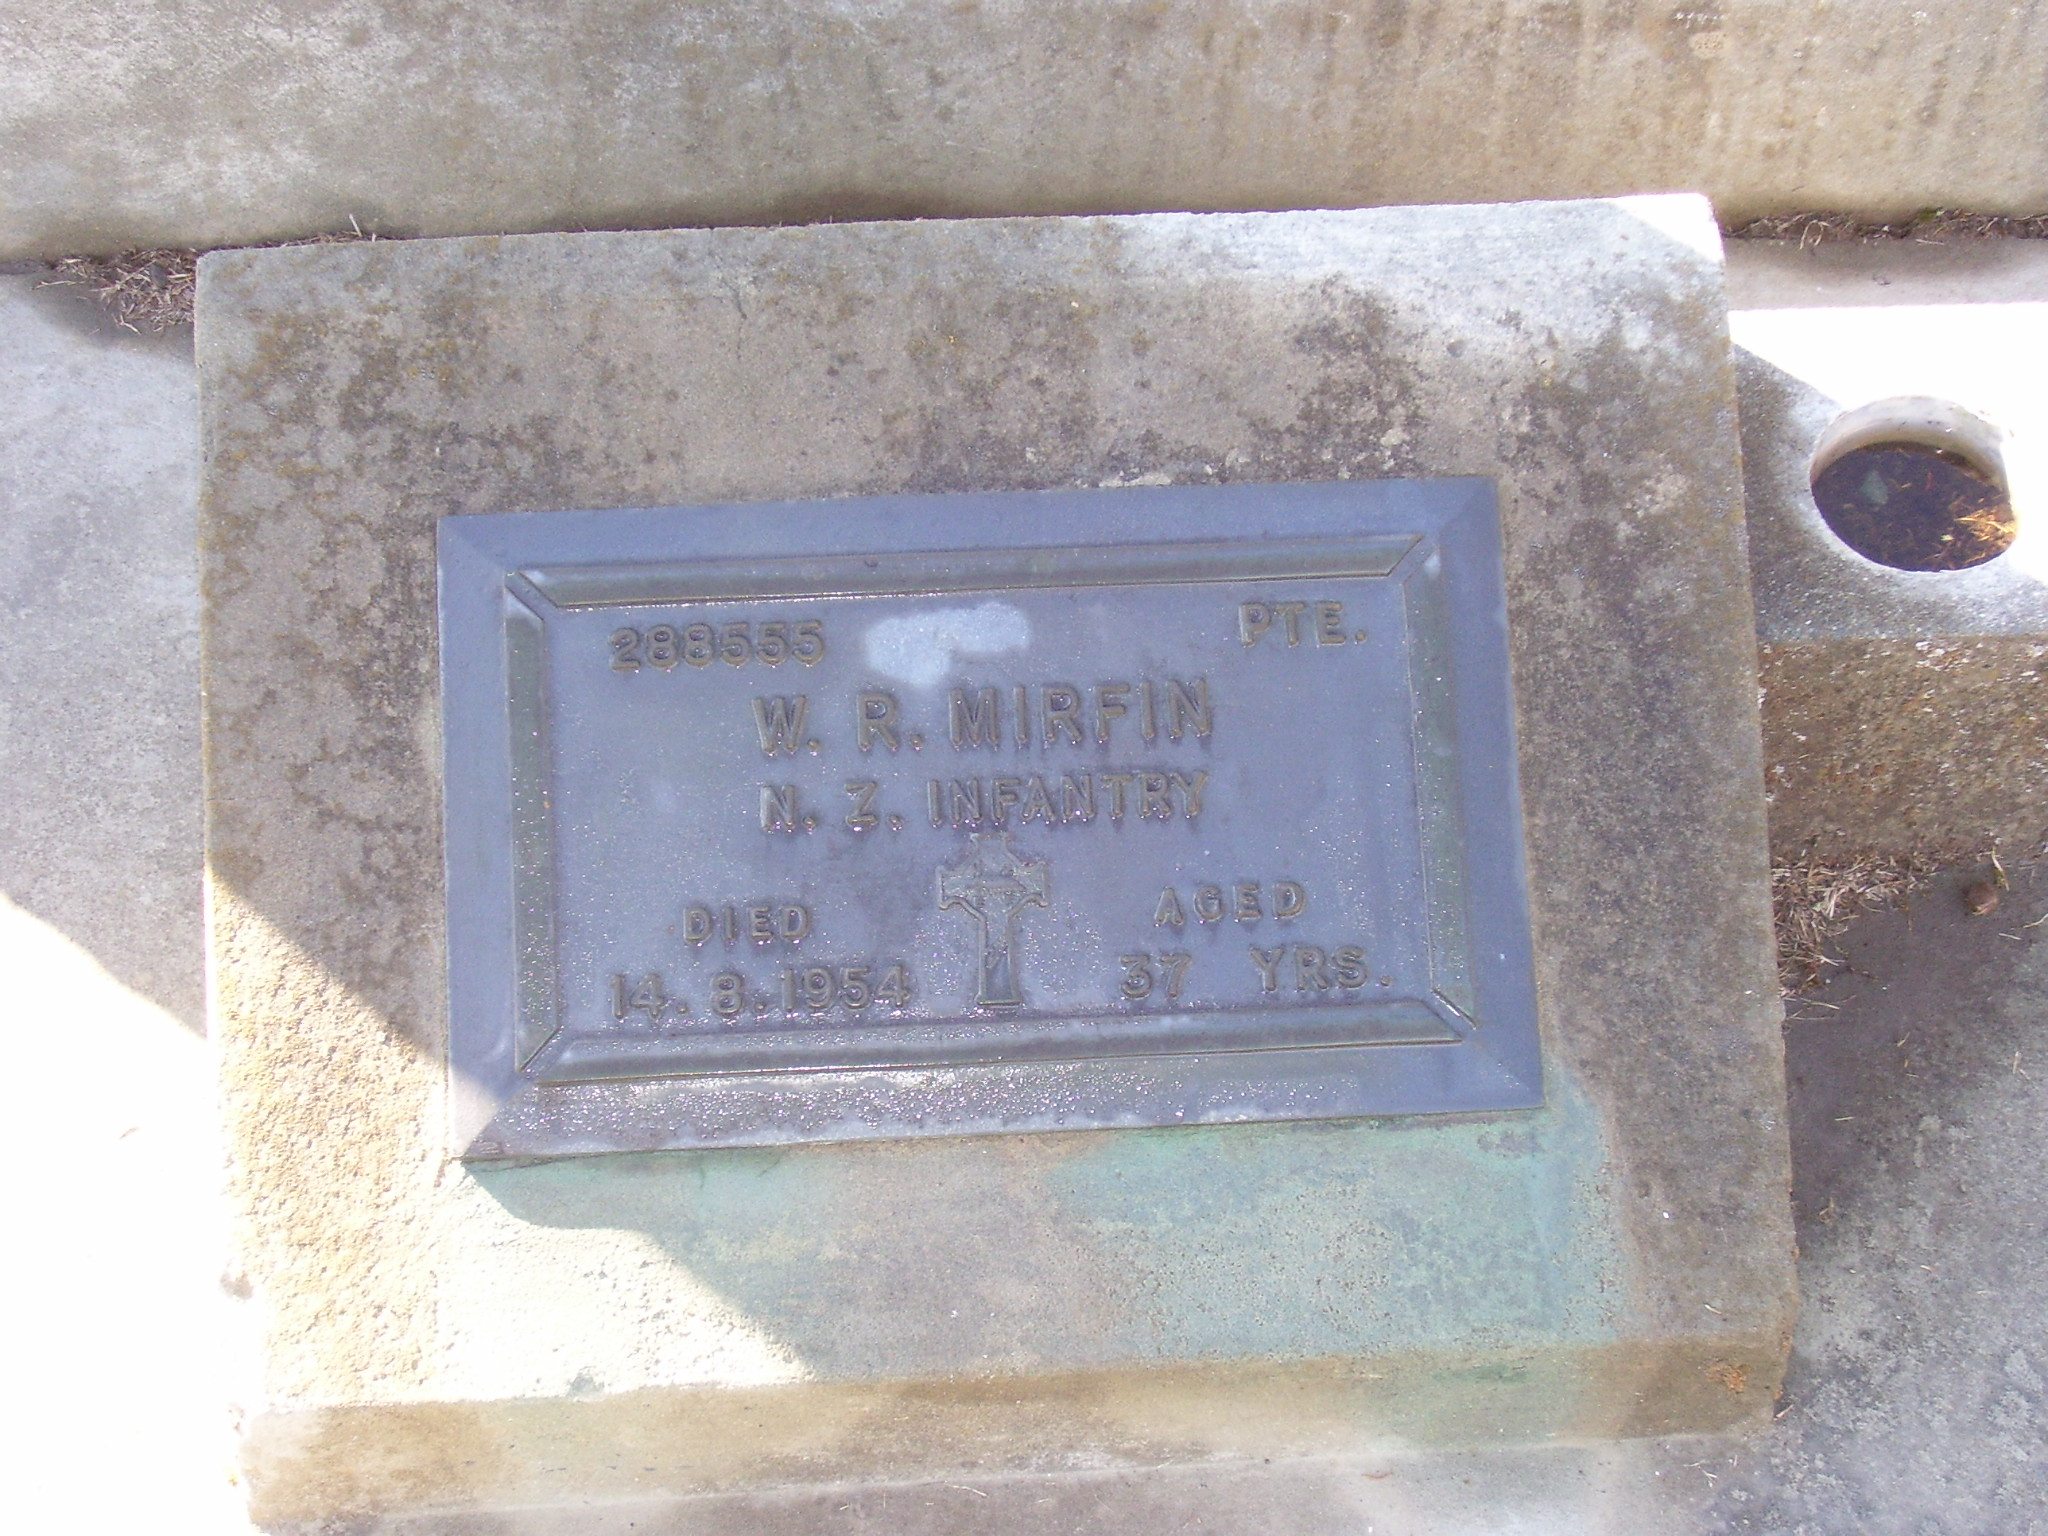 288555 PTE.
W. R. MIRFIN
N. Z. INFANTRY
DIED AGED
14. 8. 1954 37 YRS.